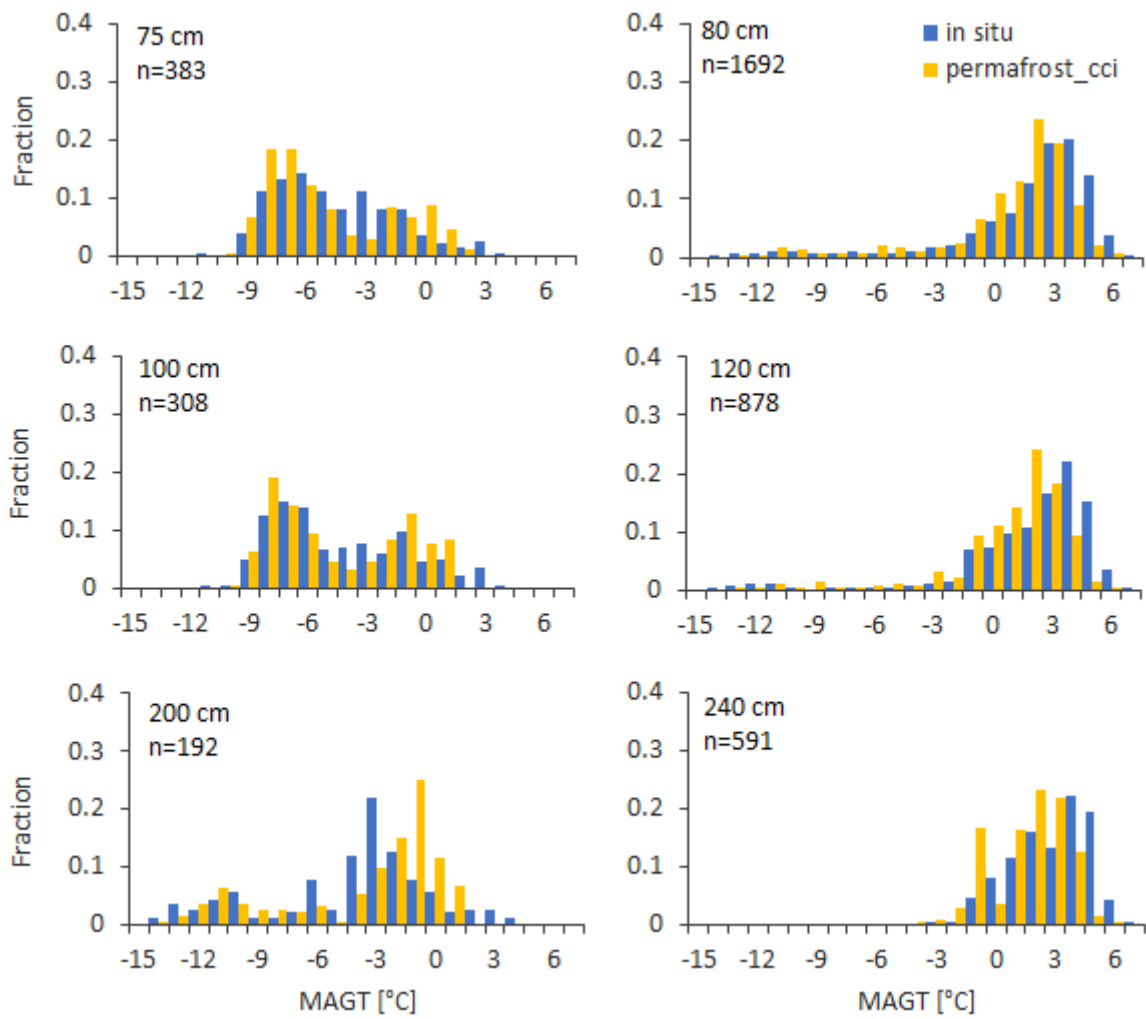 0.4
75 cm
n=383
0.3
0.2
0.1
0
Fraction
-15 -12 -9 -6 -3 0 3 6
0.4
80 cm
n=1692
in situ
permafrost_cci
0.3
0.2
0.1
0
-15 -12 -9 -6 -3 0 3 6
0.4
100 cm
n=308
0.3
0.2
0.1
0
Fraction
-15 -12 -9 -6 -3 0 3 6
0.4
120 cm
n=878
0.3
0.2
0.1
0
-15 -12 -9 -6 -3 0 3 6
0.4
200 cm
n=192
0.3
0.2
0.1
0
Fraction
-15 -12 -9 -6 -3 0 3 6
MAGT [°C]
0.4
240 cm
n=591
0.3
0.2
0.1
0
-15 -12 -9 -6 -3 0 3 6
MAGT [°C]